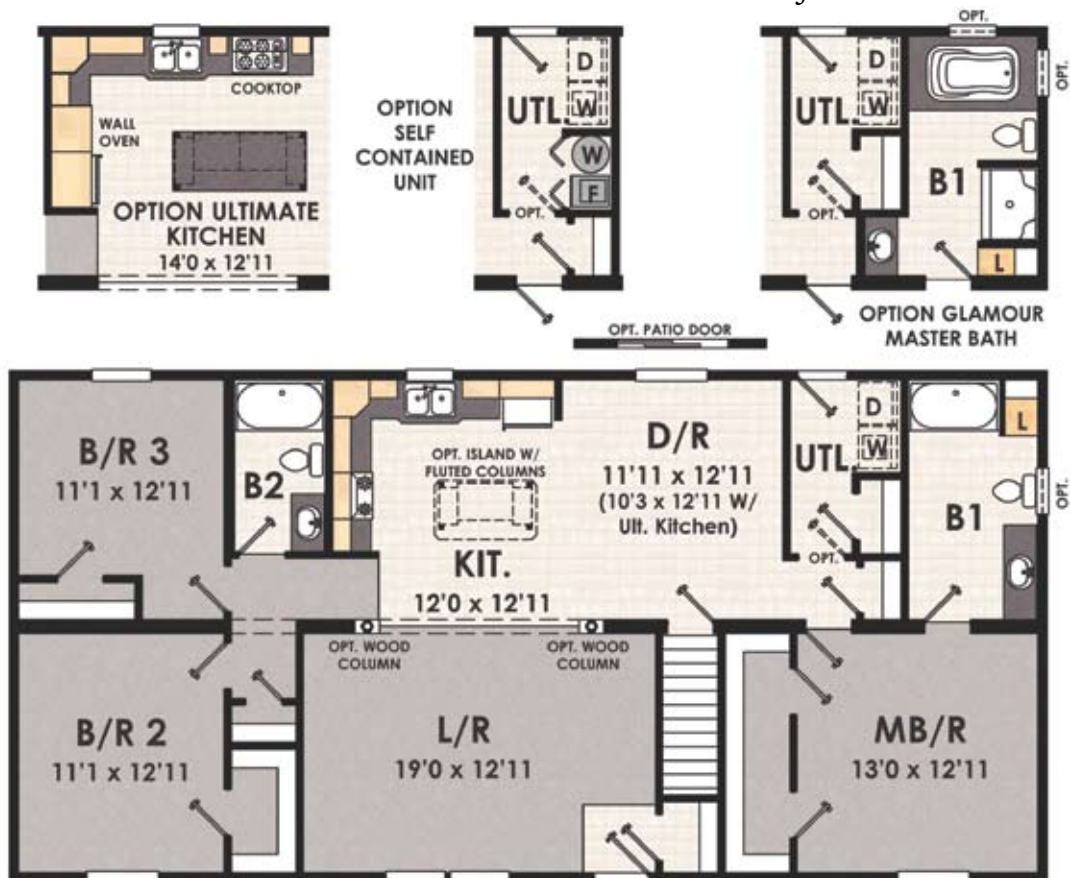 COOKTOP
WALL
OVEN
OPTION ULTIMATE
KITCHEN
14'0 x 12'11
OPTION
SELF
CONTAINED
UNIT
D
W
UTL
W
F
OPT.
OPT.
OPT.
D
W
UTL
OPT.
B1
L
OPTION GLAMOUR
MASTER BATH
OPT. PATIO DOOR
B/R 3
11'1 x 12'11
B2
OPT. ISLAND W/
FLUTED COLUMNS
KIT.
12'0 x 12'11
D/R
11'11 x 12'11
(10'3 x 12'11 W/
Ult. Kitchen)
D
W
UTL
OPT.
L
B1
OPT.
B/R 2
11'1 x 12'11
OPT. WOOD
COLUMN
OPT. WOOD
COLUMN
L/R
19'0 x 12'11
MB/R
13'0 x 12'11